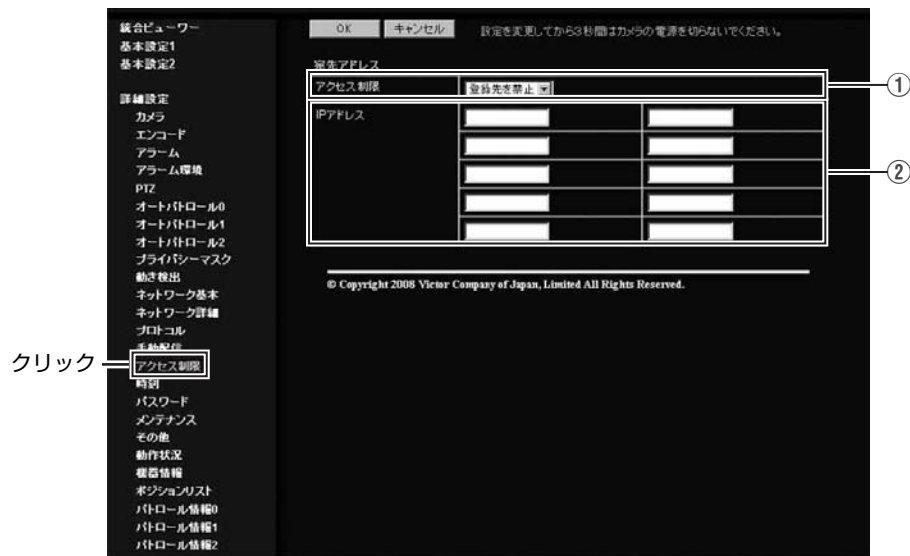 統合ビューワー
基本設定1
基本設定2
詳細設定
カメラ
エンコード
アラーム
アラーム環境
PTZ
オートパトロール0
オートパトロール1
オートパトロール2
プライバシーマスク
動き検出
ネットワーク基本
ネットワーク詳細
プロトコル
手動配信
アクセス制限
時刻
パスワード
メンテナンス
その他
動作状況
機器情報
ポジションリスト
パトロール情報0
パトロール情報1
パトロール情報2
クリック
OK キャンセル 設定を変更してから3秒間はカメラの電源を切らないでください。
宛先アドレス
アクセス制限 登録先を禁止
①
IPアドレス
②
© Copyright 2008 Victor Company of Japan, Limited All Rights Reserved.